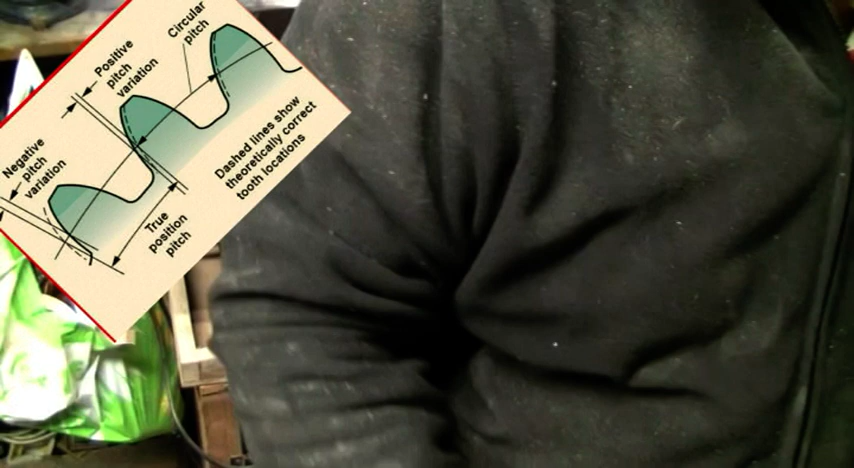 Circular
pitch
Positive
pitch
variation
Negative
pitch
variation
Dashed lines show
theoretically correct
tooth locations
True
position
pitch